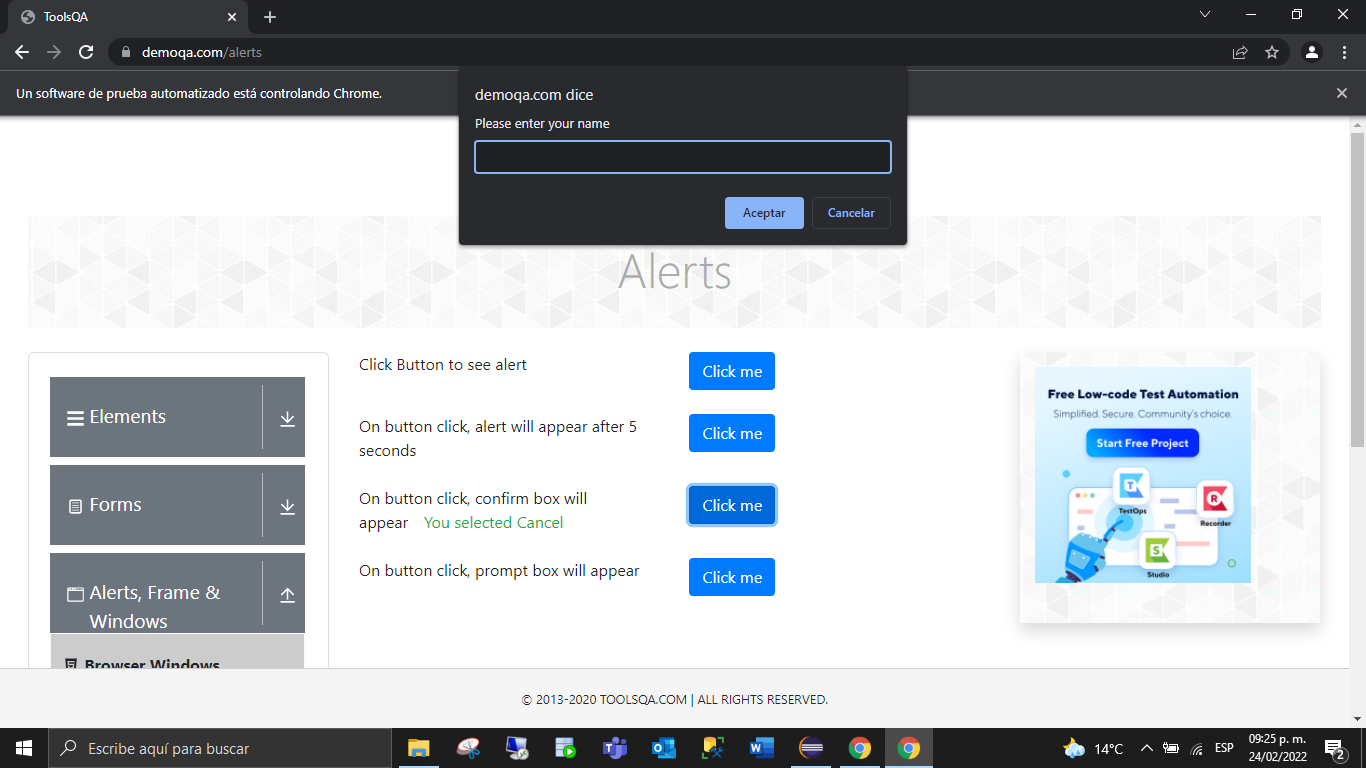 ToolsQA
demoqa.com/alerts
Un software de prueba automatizado está controlando Chrome.
demoqa.com dice
Please enter your name
Aceptar
Cancelar
Alerts
Elements
Forms
Alerts, Frame &
Windows
Browser Windows
Click Button to see alert
Click me
On button click, alert will appear after 5
seconds
Click me
On button click, confirm box will
appear You selected Cancel
Click me
On button click, prompt box will appear
Click me
Free Low-code Test Automation
Simplified. Secure. Community's choice.
Start Free Project
TestOps
Recorder
Studio
© 2013-2020 TOOLSQA.COM | ALL RIGHTS RESERVED.
Escribe aquí para buscar
14°C
ESP
09:25 p. m.
24/02/2022
2